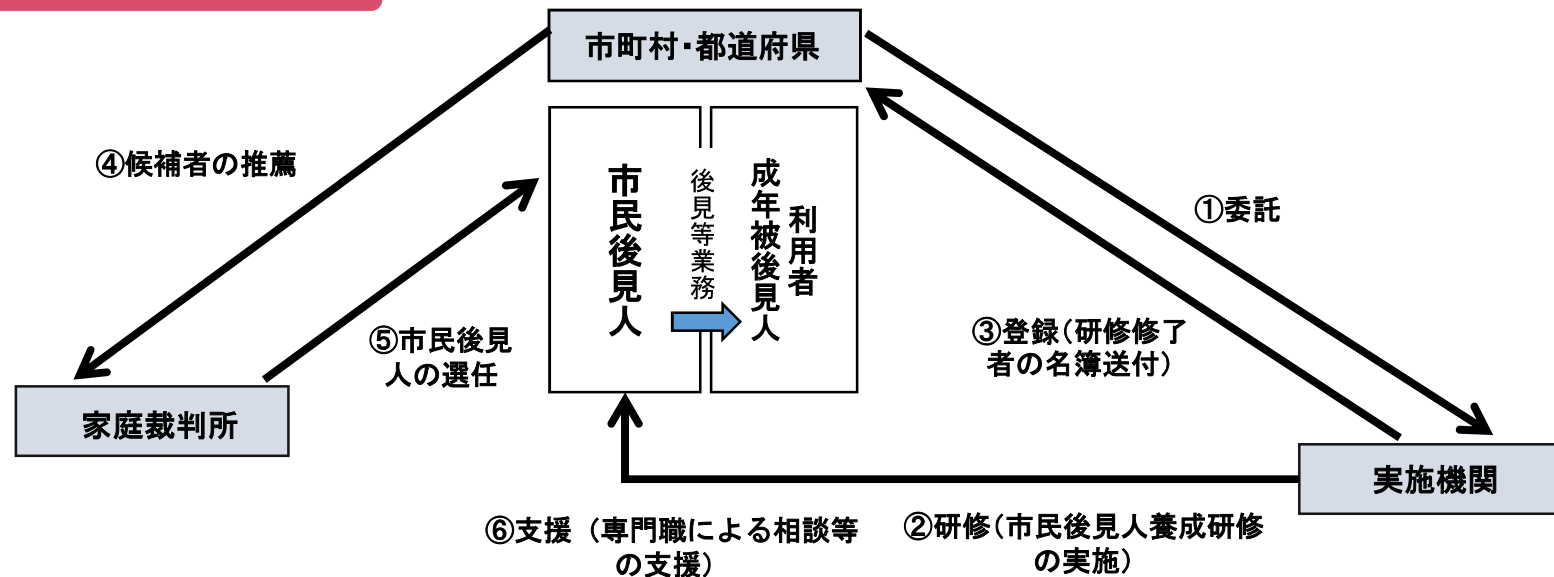 市町村・都道府県
④候補者の推薦
市民後見人
後見等業務
成年被後見人
利用者
①委託
⑤市民後見
人の選任
③登録（研修修了
者の名簿送付）
家庭裁判所
実施機関
⑥支援（専門職による相談等
の支援）
②研修（市民後見人養成研修
の実施）